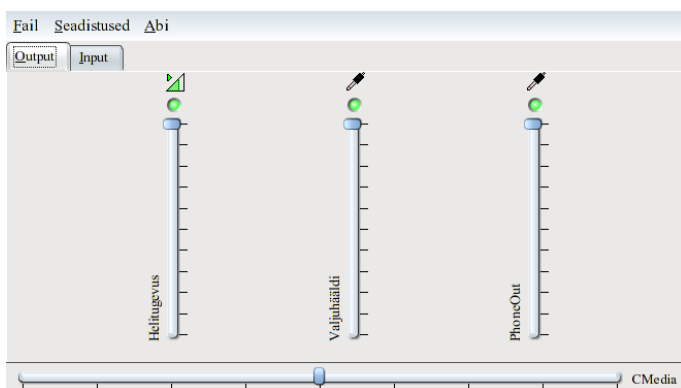 Fail Seadistused Abi
Output Input
Helitugevus
Valjuhääldi
PhoneOut
CMedia